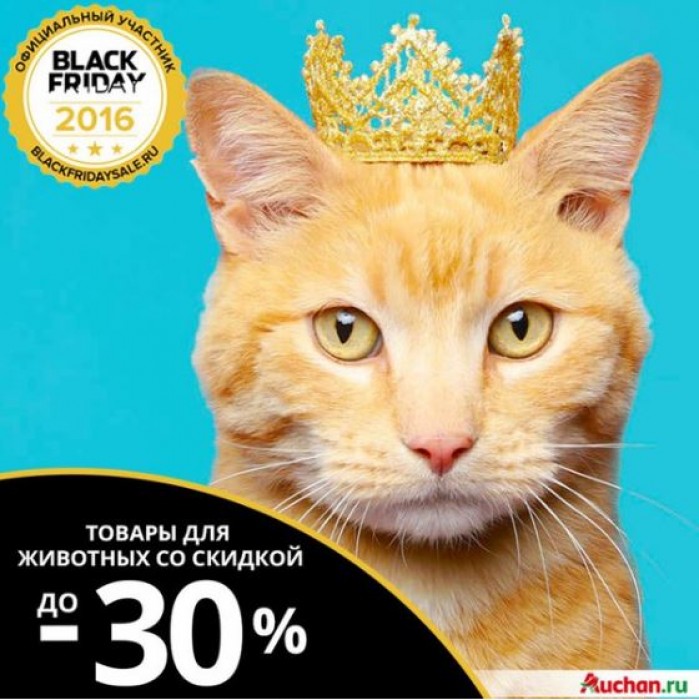 ОФИЦИАЛЬНЫЙ УЧАСТНИК
BLACK
FRIDAY
2016
BLACKFRIDAYSALE.RU
ТОВАРЫ ДЛЯ
ЖИВОТНЫХ СО СКИДКОЙ
ДО
-30%
Auchan.ru